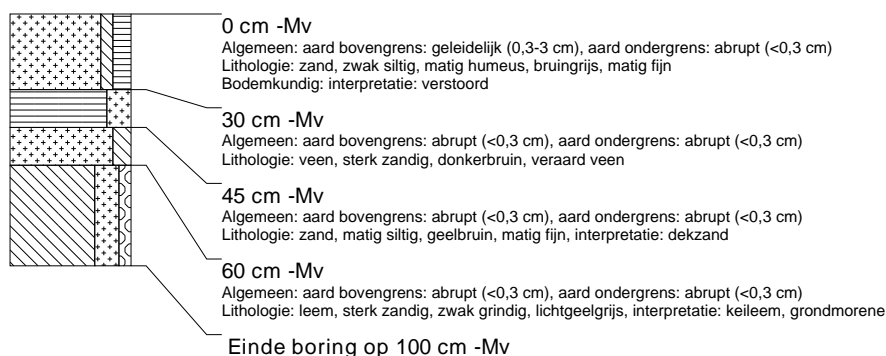 0 cm -Mv
Algemeen: aard bovengrens: geleidelijk (0,3-3 cm), aard ondergrens: abrupt (<0,3 cm)
Lithologie: zand, zwak siltig, matig humeus, bruingrijs, matig fijn
Bodemkundig: interpretatie: verstoord
30 cm -Mv
Algemeen: aard bovengrens: abrupt (<0,3 cm), aard ondergrens: abrupt (<0,3 cm)
Lithologie: veen, sterk zandig, donkerbruin, veraard veen
45 cm -Mv
Algemeen: aard bovengrens: abrupt (<0,3 cm), aard ondergrens: abrupt (<0,3 cm)
Lithologie: zand, matig siltig, geelbruin, matig fijn, interpretatie: dekzand
60 cm -Mv
Algemeen: aard bovengrens: abrupt (<0,3 cm), aard ondergrens: abrupt (<0,3 cm)
Lithologie: leem, sterk zandig, zwak grindig, lichtgeelgrijs, interpretatie: keileem, grondmorene
Einde boring op 100 cm -Mv